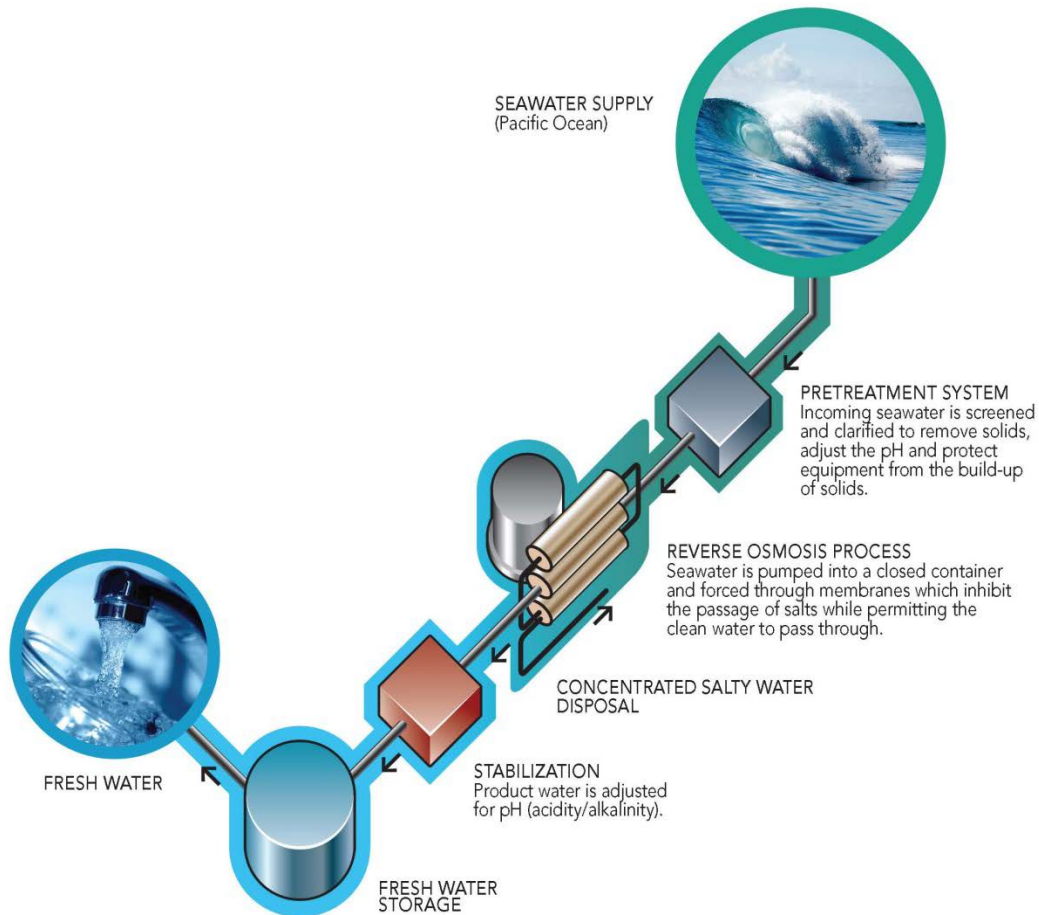 SEAWATER SUPPLY
(Pacific Ocean)
PRETREATMENT SYSTEM
Incoming seawater is screened
and clarified to remove solids,
adjust the pH and protect
equipment from the build-up
of solids.
REVERSE OSMOSIS PROCESS
Seawater is pumped into a closed container
and forced through membranes which inhibit
the passage of salts while permitting the
clean water to pass through.
CONCENTRATED SALTY WATER
DISPOSAL
STABILIZATION
Product water is adjusted
for pH (acidity/alkalinity).
FRESH WATER
FRESH WATER
STORAGE